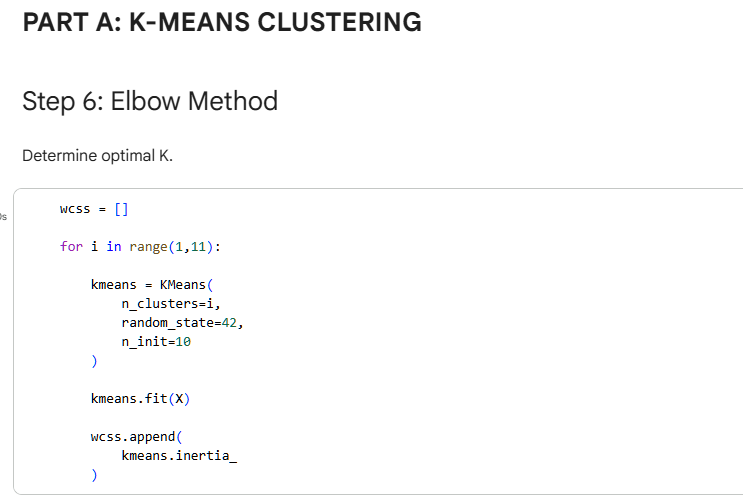 PART A: K-MEANS CLUSTERING
Step 6: Elbow Method
Determine optimal K.
wcss = []
for i in range(1,11):
kmeans = KMeans(
n_clusters=i,
random_state=42,
n_init=10
)
kmeans.fit(X)
wcss.append(
kmeans.inertia_
)